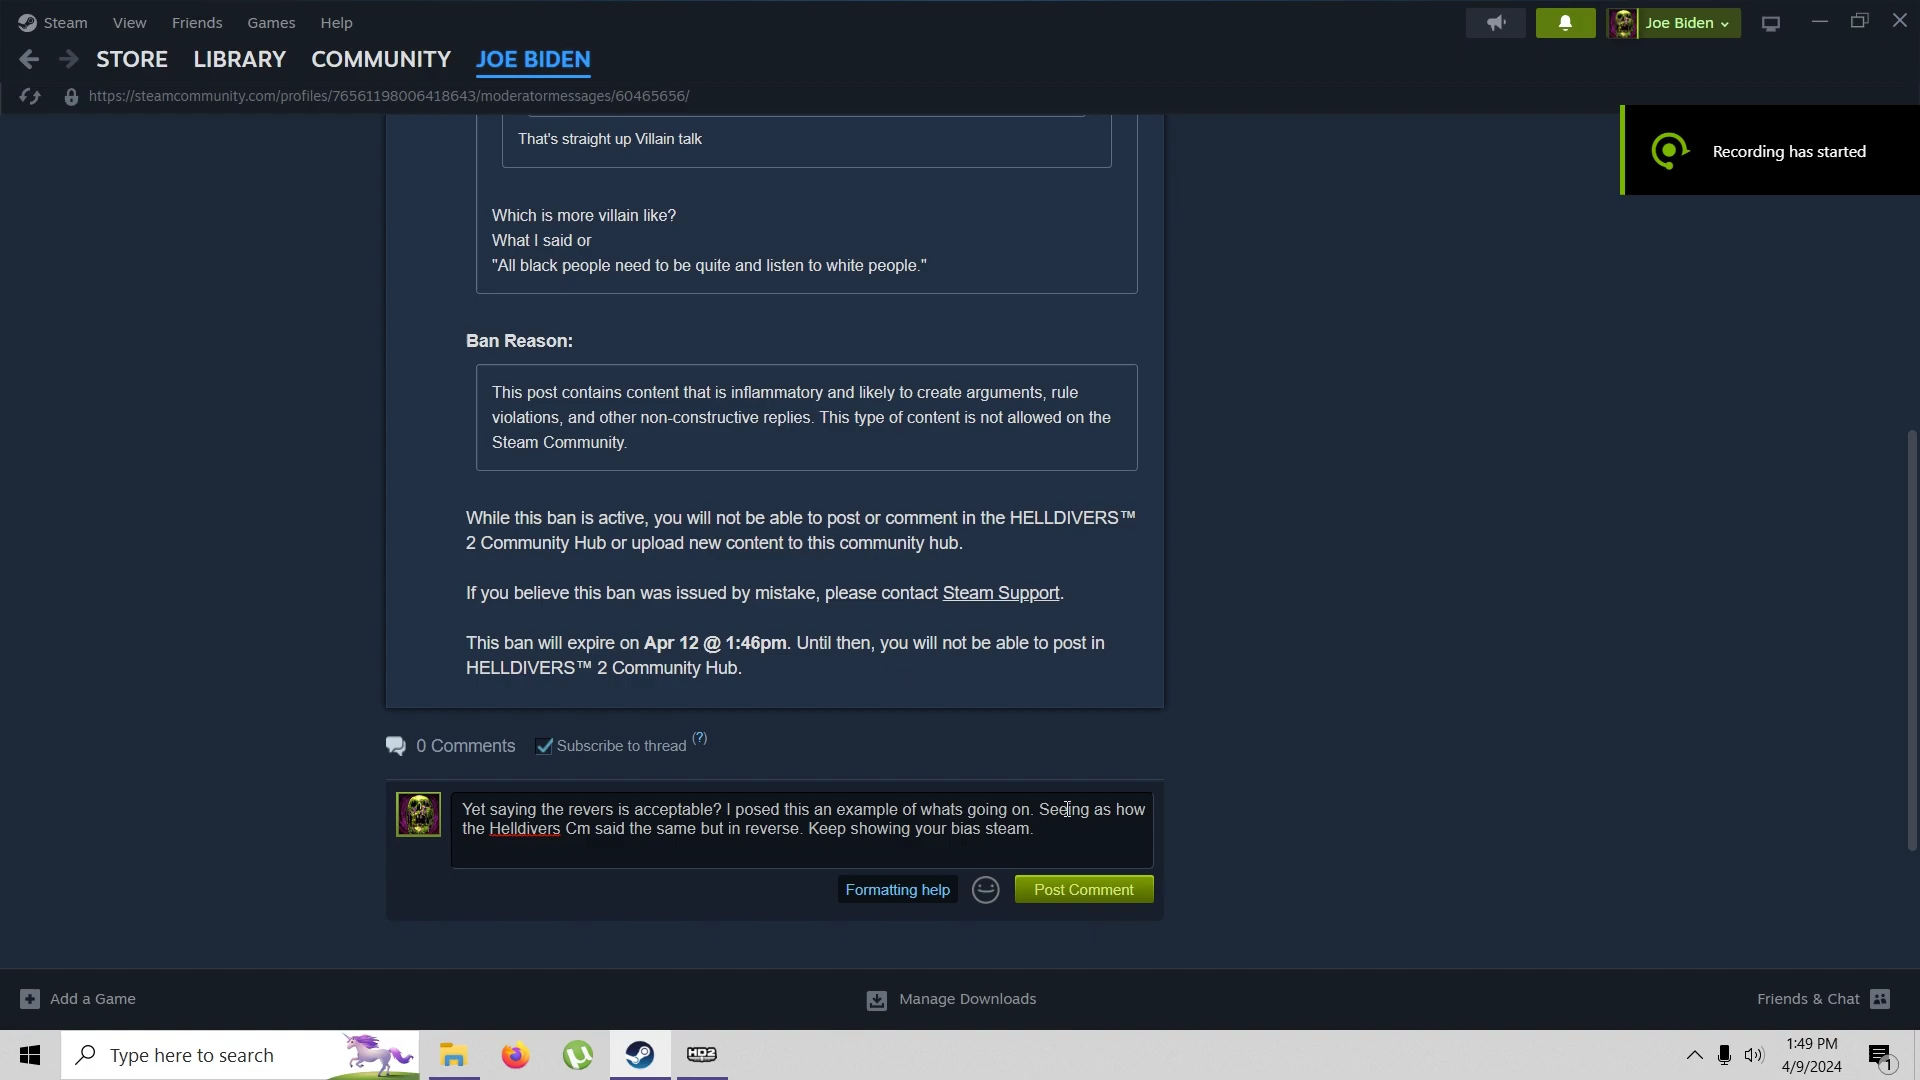 Steam View Friends Games Help
Joe Biden
STORE LIBRARY COMMUNITY JOE BIDEN
https://steamcommunity.com/profiles/76561198006418643/moderatormessages/60465656/
Recording has started
That's straight up Villain talk
Which is more villain like?
What I said or
"All black people need to be quite and listen to white people."
Ban Reason:
This post contains content that is inflammatory and likely to create arguments, rule
violations, and other non-constructive replies. This type of content is not allowed on the
Steam Community.
While this ban is active, you will not be able to post or comment in the HELLDIVERS™
2 Community Hub or upload new content to this community hub.
If you believe this ban was issued by mistake, please contact Steam Support.
This ban will expire on Apr 12 @ 1:46pm. Until then, you will not be able to post in
HELLDIVERS™ 2 Community Hub.
0 Comments Subscribe to thread (?)
Yet saying the revers is acceptable? I posed this an example of whats going on. Seeing as how
the Helldivers Cm said the same but in reverse. Keep showing your bias steam.
Formatting help Post Comment
Add a Game Manage Downloads Friends & Chat
Type here to search
HD2
1:49 PM
4/9/2024
1